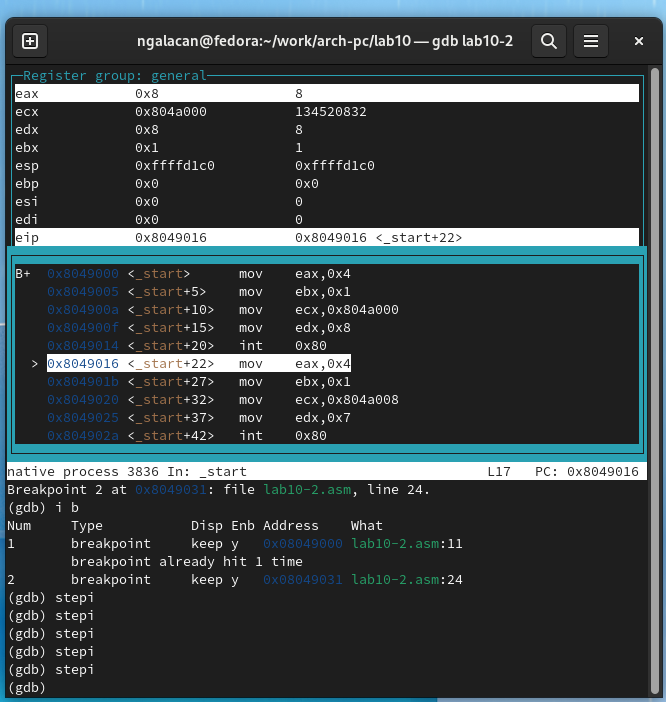 ngalacan@fedora:~/work/arch-pc/lab10 — gdb lab10-2
Register group: general
eax 0x8 8
ecx 0x804a000 134520832
edx 0x8 8
ebx 0x1 1
esp 0xffffd1c0 0xffffd1c0
ebp 0x0 0x0
esi 0x0 0
edi 0x0 0
eip 0x8049016 0x8049016 <_start+22>
B+ 0x8049000 <_start> mov eax,0x4
0x8049005 <_start+5> mov ebx,0x1
0x804900a <_start+10> mov ecx,0x804a000
0x804900f <_start+15> mov edx,0x8
0x8049014 <_start+20> int 0x80
> 0x8049016 <_start+22> mov eax,0x4
0x804901b <_start+27> mov ebx,0x1
0x8049020 <_start+32> mov ecx,0x804a008
0x8049025 <_start+37> mov edx,0x7
0x804902a <_start+42> int 0x80
native process 3836 In: _start L17 PC: 0x8049016
Breakpoint 2 at 0x8049031: file lab10-2.asm, line 24.
(gdb) i b
Num Type Disp Enb Address What
1 breakpoint keep y 0x08049000 lab10-2.asm:11
breakpoint already hit 1 time
2 breakpoint keep y 0x08049031 lab10-2.asm:24
(gdb) stepi
(gdb) stepi
(gdb) stepi
(gdb) stepi
(gdb) stepi
(gdb)